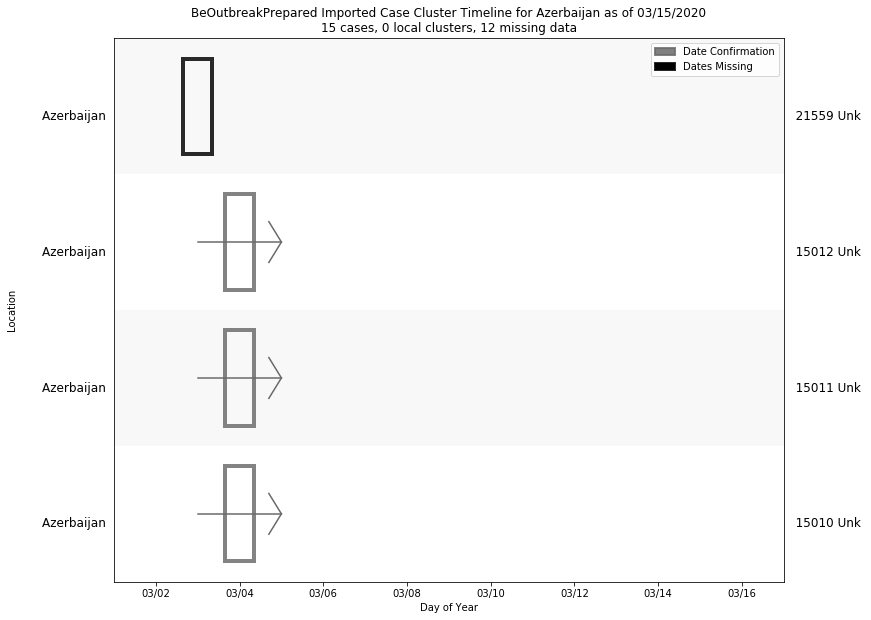 BeOutbreakPrepared Imported Case Cluster Timeline for Azerbaijan as of 03/15/2020
15 cases, 0 local clusters, 12 missing data
Date Confirmation
Dates Missing
Azerbaijan
21559 Unk
Azerbaijan
15012 Unk
Location
Azerbaijan
15011 Unk
Azerbaijan
15010 Unk
03/02 03/04 03/06 03/08 03/10 03/12 03/14 03/16
Day of Year